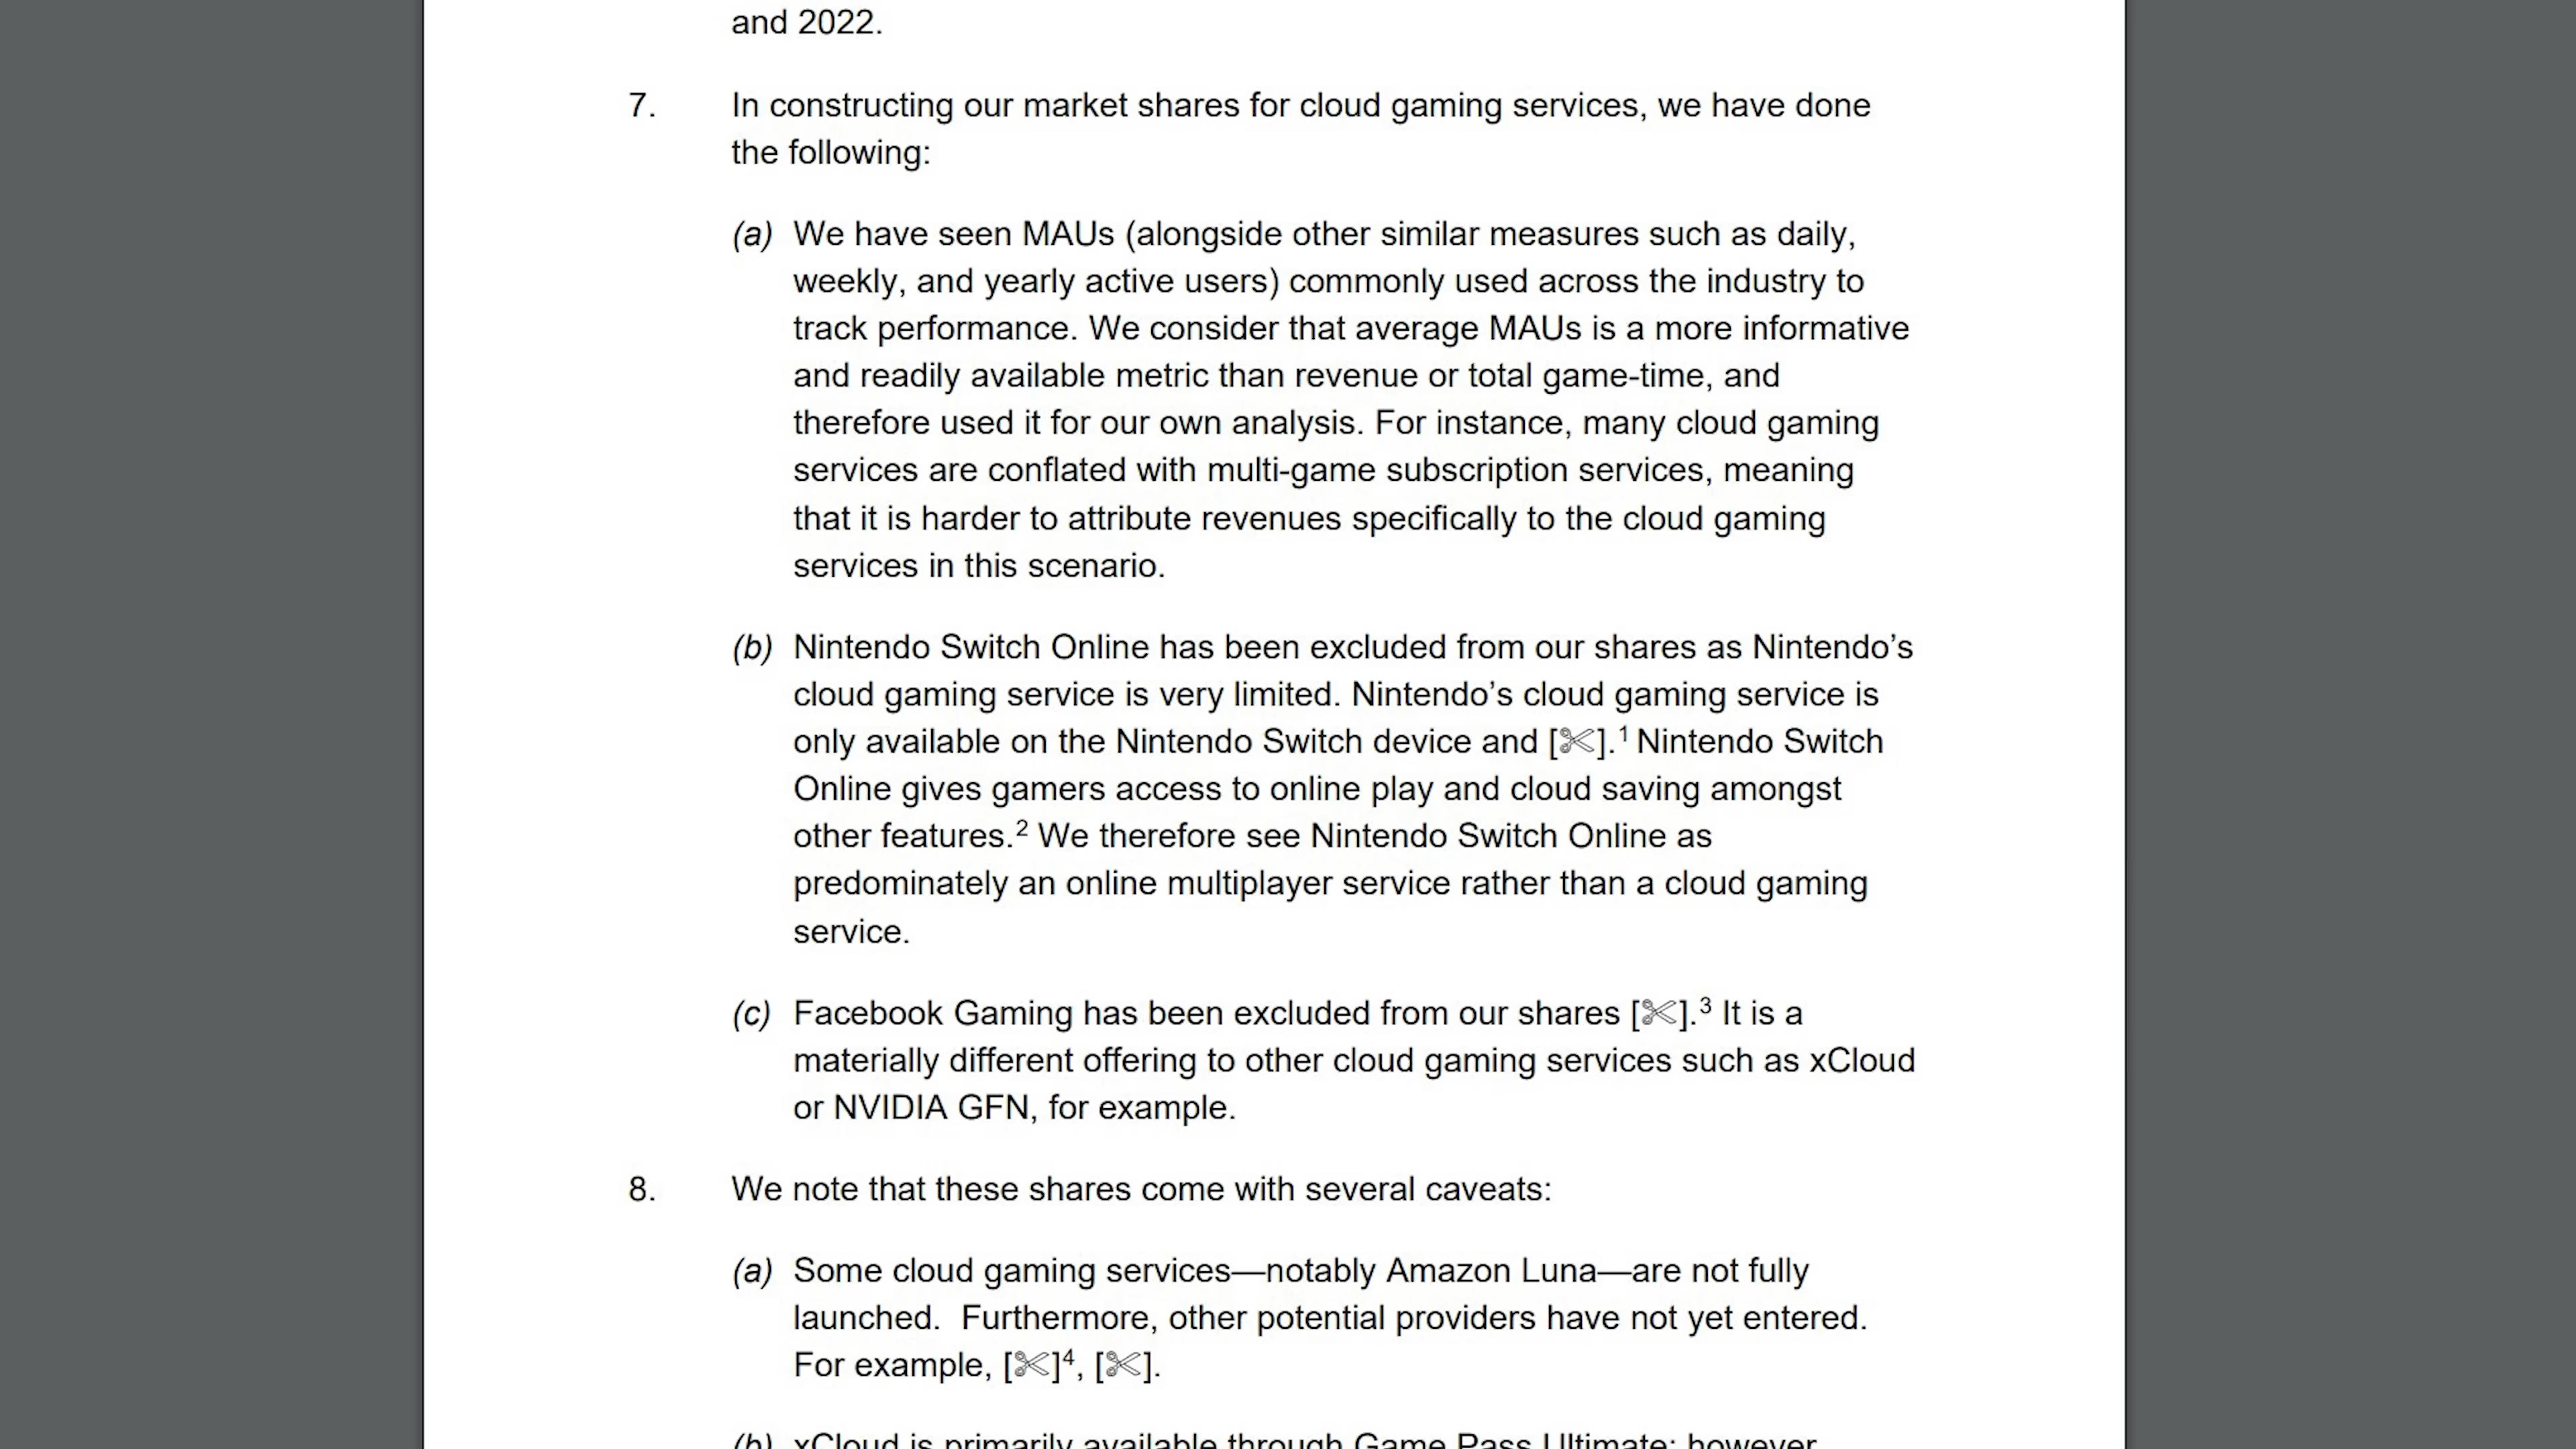 and 2022.
7. In constructing our market shares for cloud gaming services, we have done
the following:
(a) We have seen MAUs (alongside other similar measures such as daily,
weekly, and yearly active users) commonly used across the industry to
track performance. We consider that average MAUs is a more informative
and readily available metric than revenue or total game-time, and
therefore used it for our own analysis. For instance, many cloud gaming
services are conflated with multi-game subscription services, meaning
that it is harder to attribute revenues specifically to the cloud gaming
services in this scenario.
(b) Nintendo Switch Online has been excluded from our shares as Nintendo’s
cloud gaming service is very limited. Nintendo’s cloud gaming service is
only available on the Nintendo Switch device and [✂].¹ Nintendo Switch
Online gives gamers access to online play and cloud saving amongst
other features.² We therefore see Nintendo Switch Online as
predominately an online multiplayer service rather than a cloud gaming
service.
(c) Facebook Gaming has been excluded from our shares [✂].³ It is a
materially different offering to other cloud gaming services such as xCloud
or NVIDIA GFN, for example.
8. We note that these shares come with several caveats:
(a) Some cloud gaming services—notably Amazon Luna—are not fully
launched. Furthermore, other potential providers have not yet entered.
For example, [✂]⁴, [✂].
(b) xCloud is primarily available through Game Pass Ultimate; however